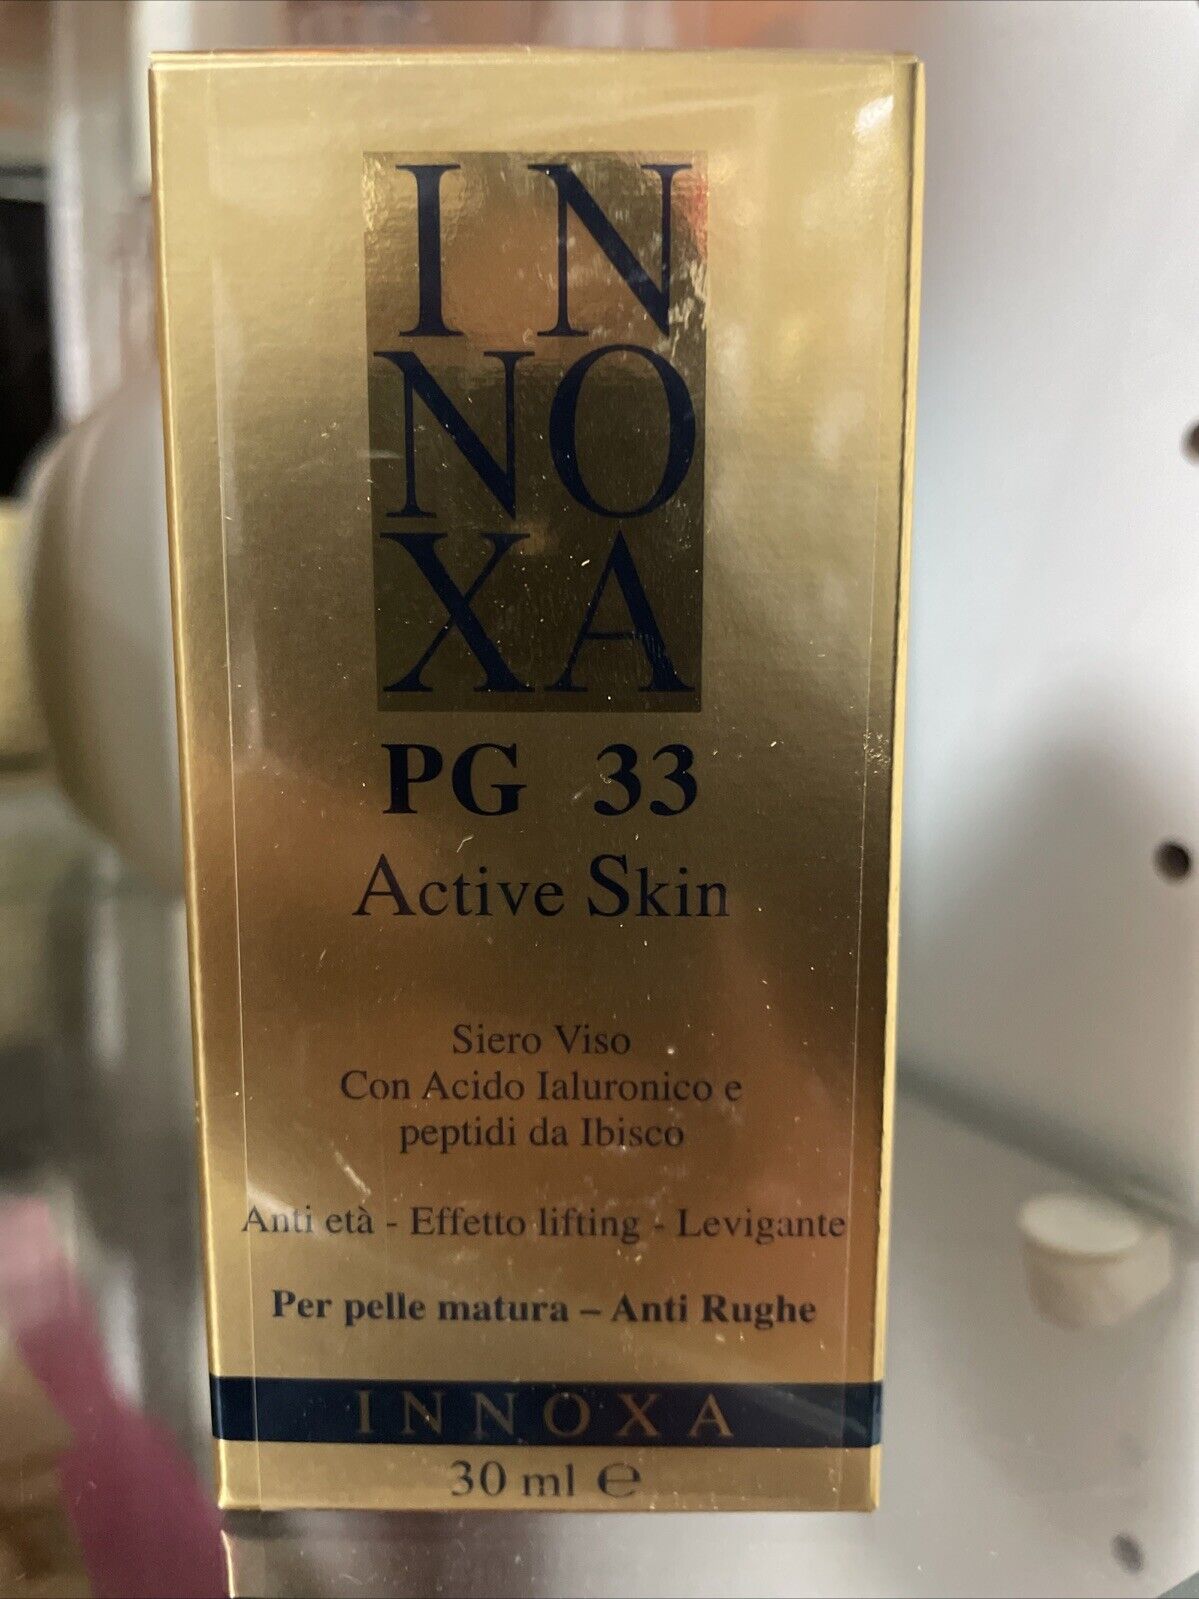 IN
NO
XA
PG 33
Active Skin
Siero Viso
Con Acido Ialuronico e
peptidi da Ibisco
Anti età - Effetto lifting - Levigante
Per pelle matura – Anti Rughe
INNOXA
30 ml ℮